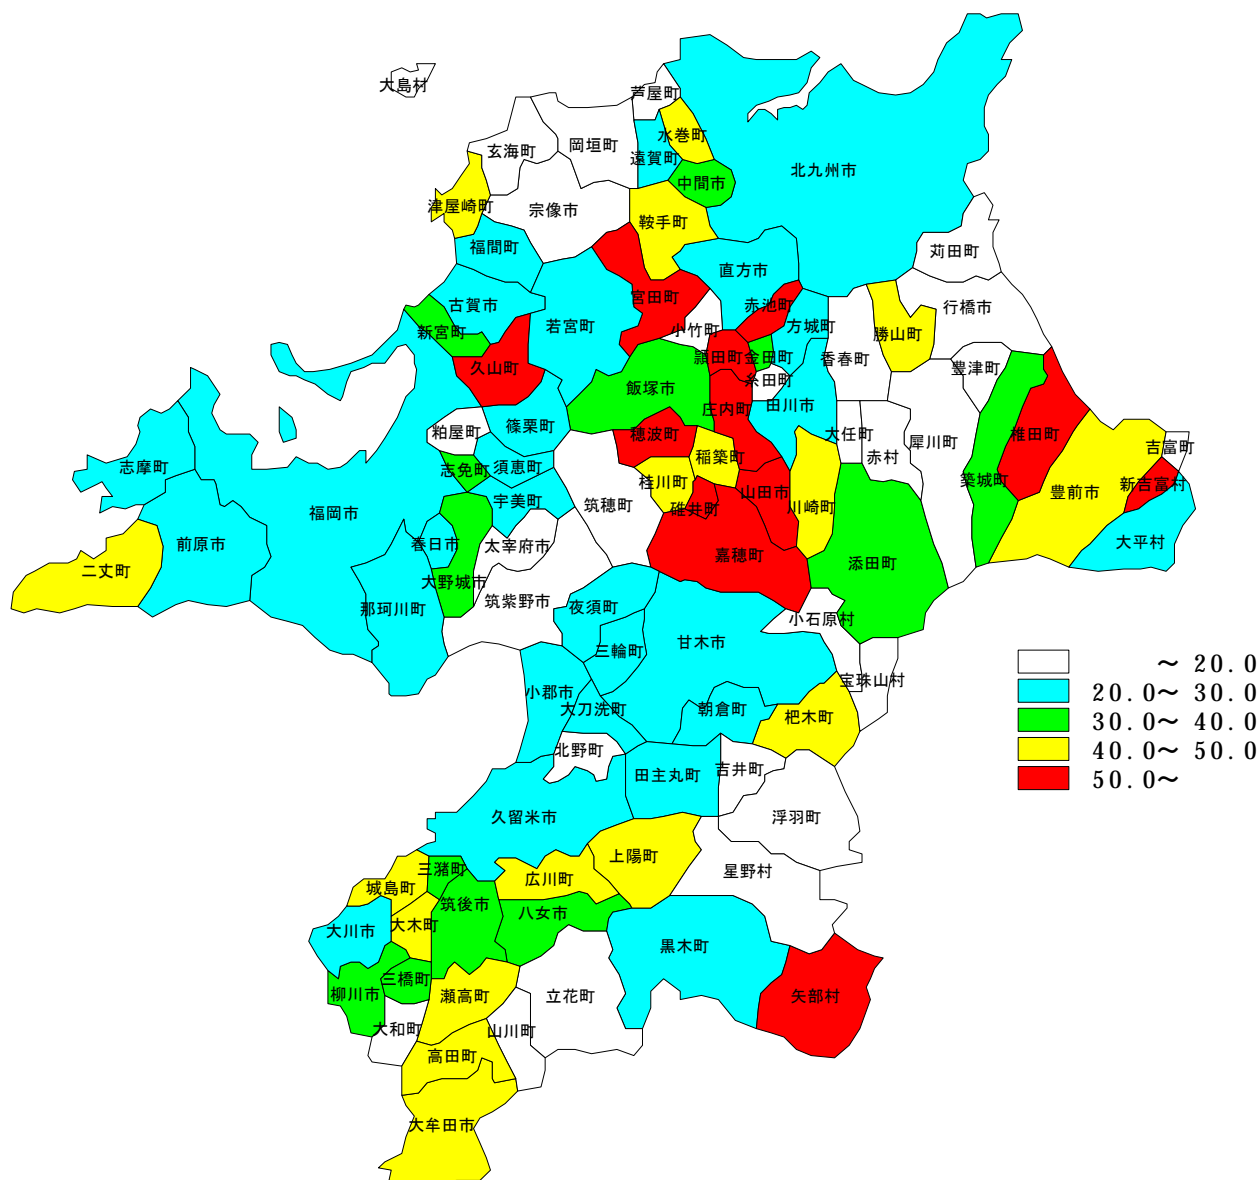 大島村
芦屋町
水巻町
岡垣町
玄海町
遠賀町
北九州市
中間市
津屋崎町
宗像市
鞍手町
福間町
苅田町
直方市
宮田町
古賀市
赤池町
行橋市
新宮町
若宮町
小竹町
方城町
勝山町
頴田町
金田町
香春町
久山町
豊津町
糸田町
飯塚市
庄内町
田川市
篠栗町
粕屋町
穂波町
大任町
椎田町
犀川町
吉富町
稲築町
赤村
志摩町
志免町
須恵町
築城町
桂川町
新吉富村
山田市
豊前市
宇美町
筑穂町
碓井町
川崎町
福岡市
前原市
春日市
太宰府市
大平村
嘉穂町
添田町
二丈町
大野城市
筑紫野市
那珂川町
夜須町
小石原村
甘木市
三輪町
宝珠山村
小郡市
大刀洗町
朝倉町
杷木町
北野町
吉井町
田主丸町
久留米市
浮羽町
上陽町
三潴町
星野村
広川町
城島町
筑後市
八女市
大木町
大川市
黒木町
三橋町
柳川市
瀬高町
立花町
矢部村
大和町
山川町
高田町
大牟田市
～ 20.0
20.0～ 30.0
30.0～ 40.0
40.0～ 50.0
50.0～